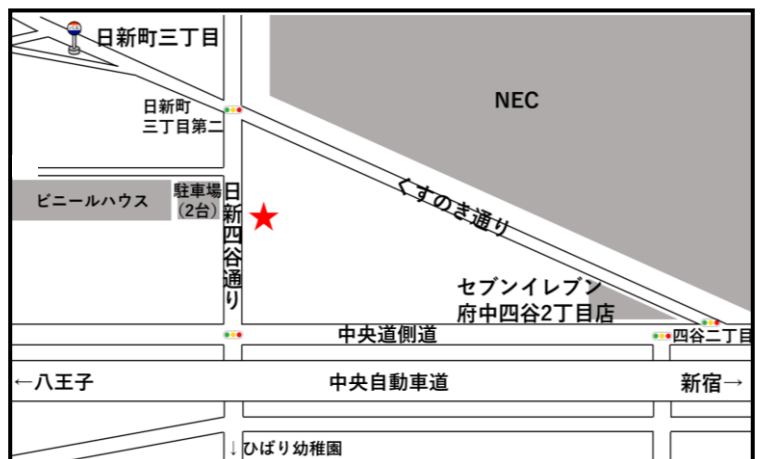 日新町三丁目
NEC
日新町
三丁目第二
ビニールハウス
駐車場
(2台)
日新四谷通り
くすのき通り
セブンイレブン
府中四谷2丁目店
中央道側道
四谷二丁目
←八王子
中央自動車道
新宿→
↓ひばり幼稚園